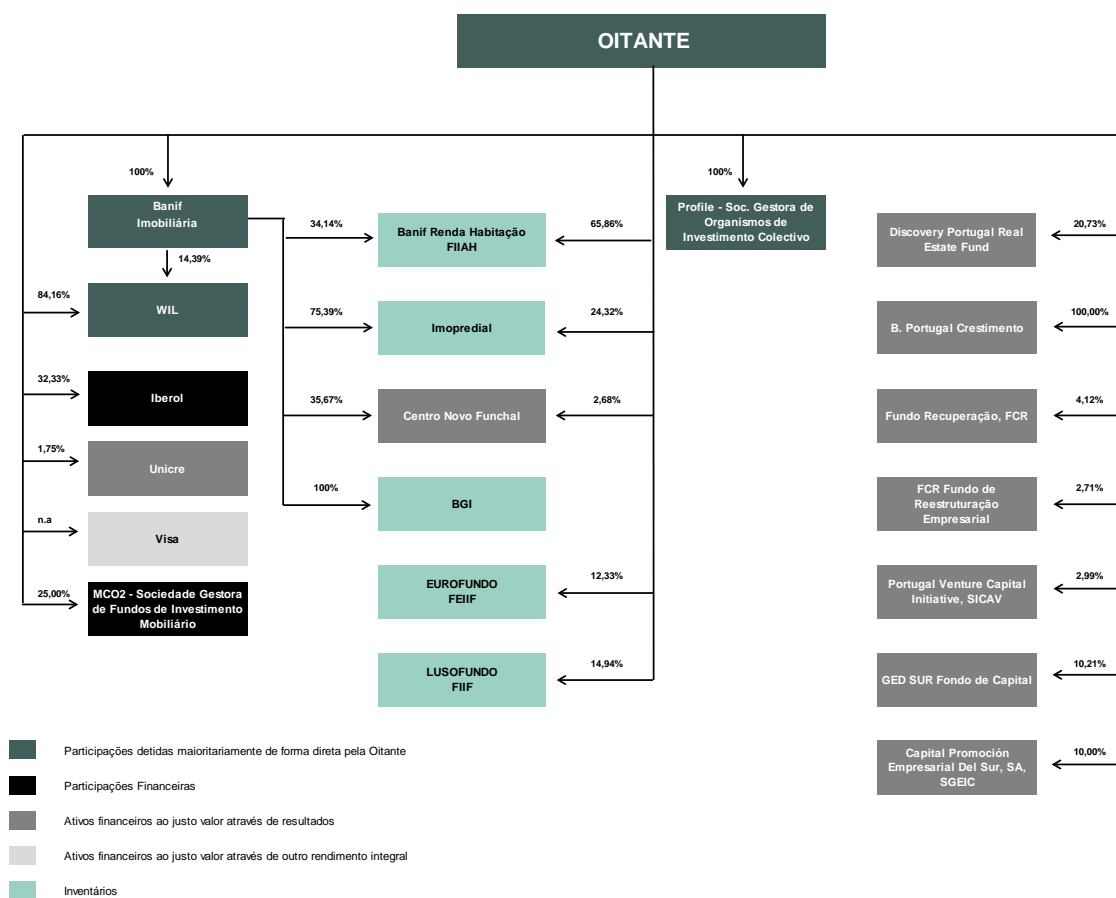 OITANTE
100%
Banif
Imobiliária
14,39%
84,16%
WIL
32,33%
Iberol
1,75%
Unicre
n.a
Visa
25,00%
MCO2 - Sociedade Gestora
de Fundos de Investimento
Mobiliário
34,14%
Banif Renda Habitação
FIIAH
65,86%
75,39%
Imopredial
24,32%
35,67%
Centro Novo Funchal
2,68%
100%
BGI
EUROFUNDO
FEIIF
12,33%
LUSOFUNDO
FIIF
14,94%
100%
Profile - Soc. Gestora de
Organismos de
Investimento Colectivo
Discovery Portugal Real
Estate Fund
20,73%
B. Portugal Crestimento
100,00%
Fundo Recuperação, FCR
4,12%
FCR Fundo de
Reestruturação
Empresarial
2,71%
Portugal Venture Capital
Initiative, SICAV
2,99%
GED SUR Fondo de Capital
10,21%
Capital Promoción
Empresarial Del Sur, SA,
SGEIC
10,00%
Participações detidas maioritariamente de forma direta pela Oitante
Participações Financeiras
Ativos financeiros ao justo valor através de resultados
Ativos financeiros ao justo valor através de outro rendimento integral
Inventários